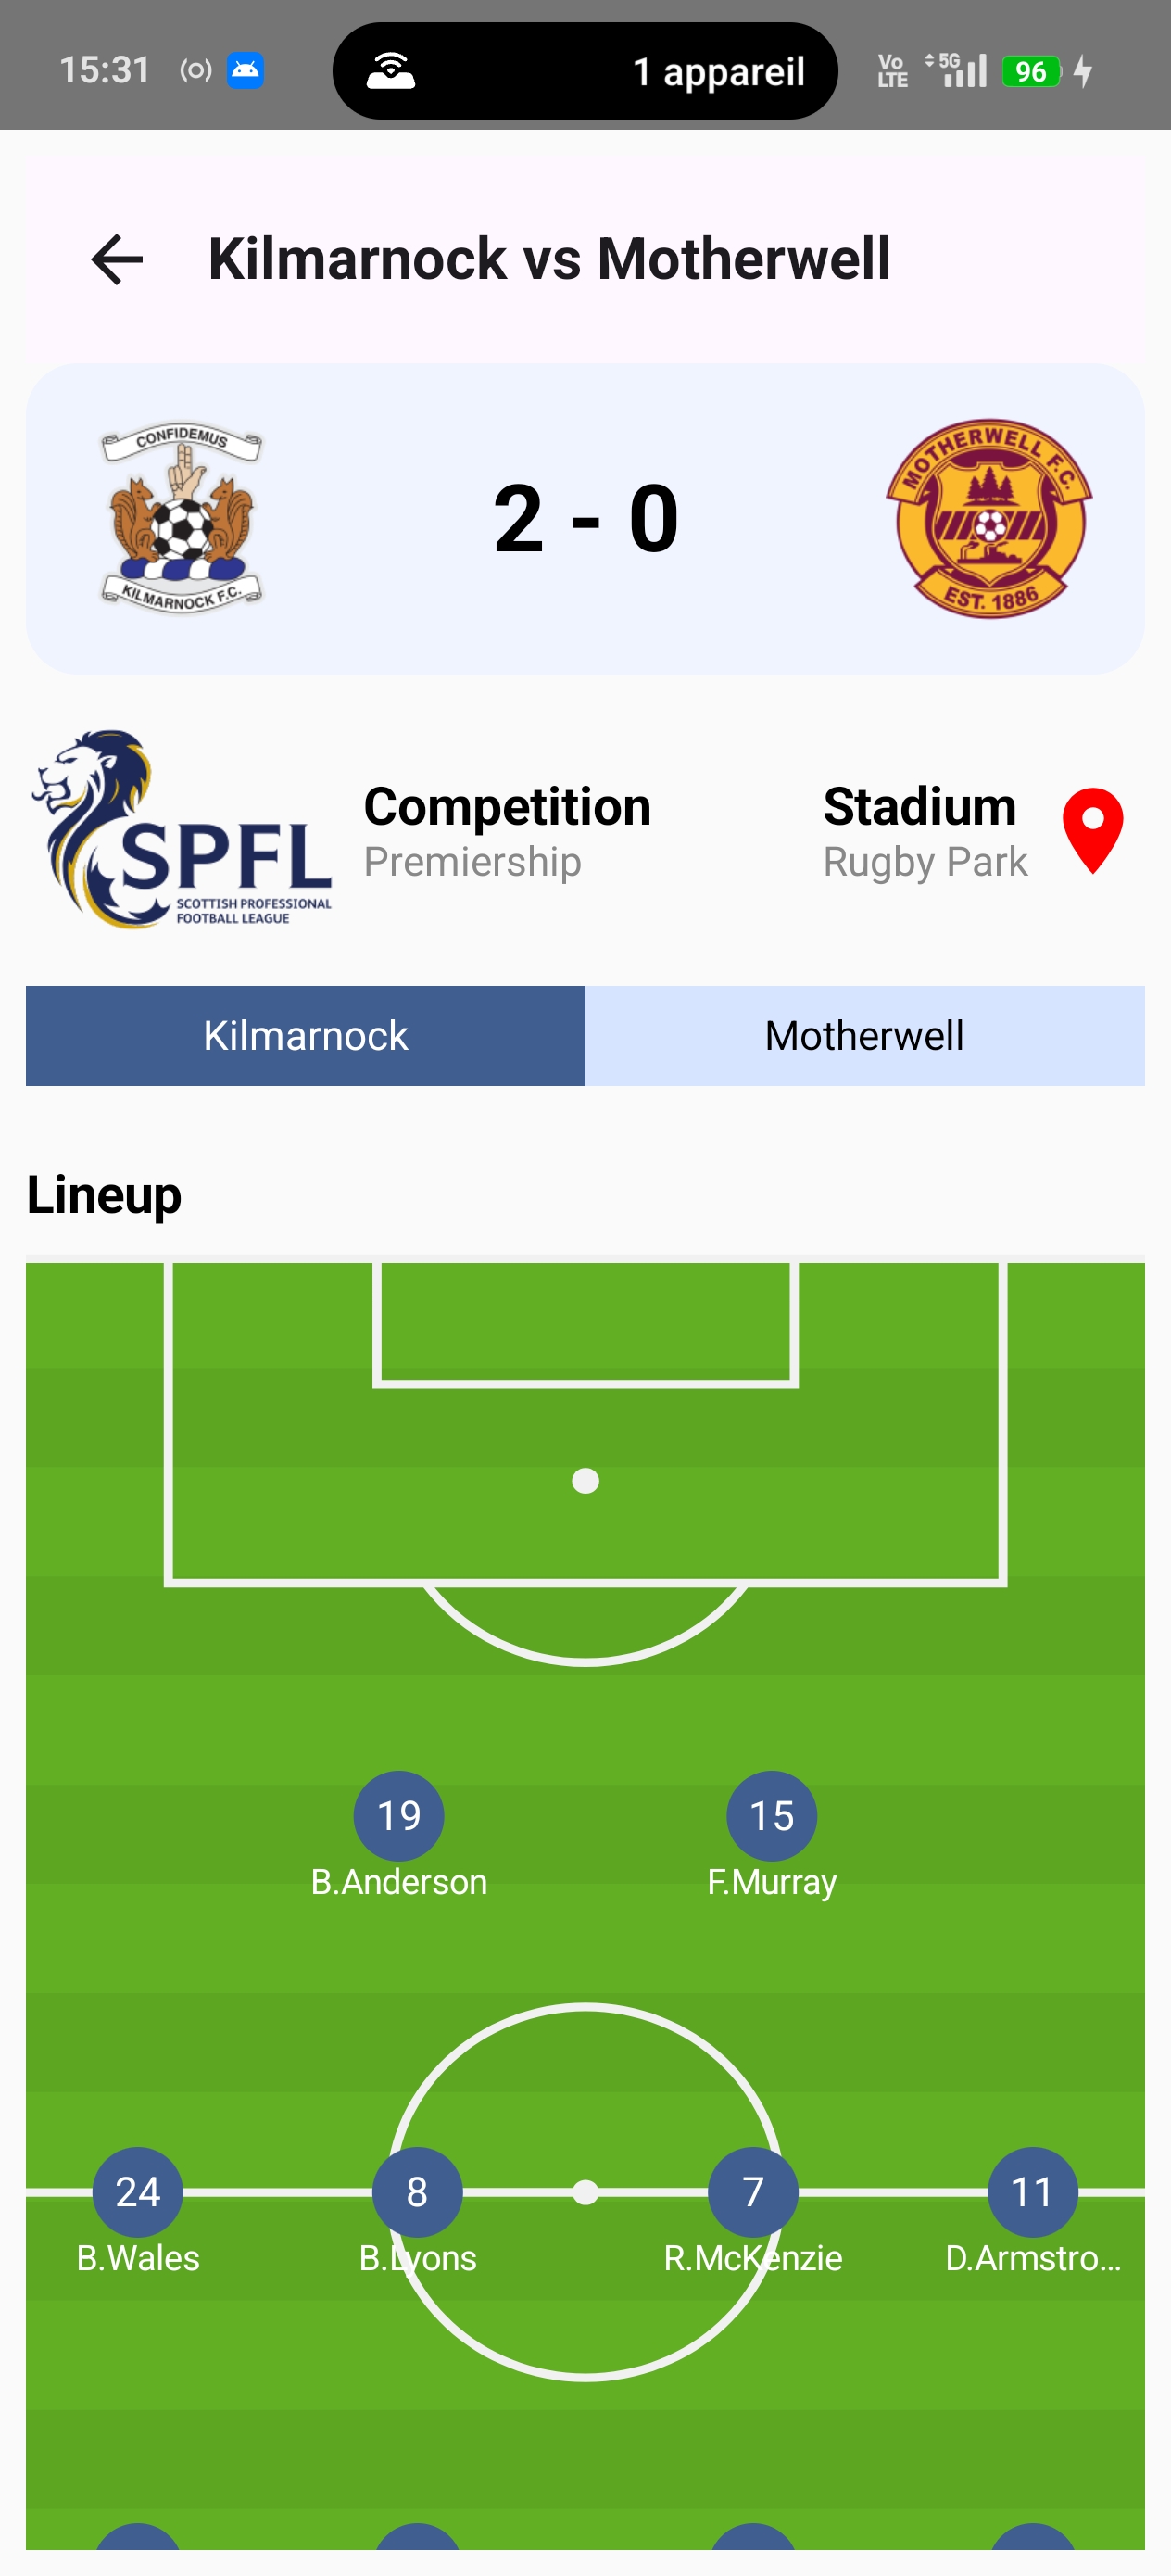 15:31
1 appareil
Vo LTE
5G
96
Kilmarnock vs Motherwell
CONFIDEMUS
KILMARNOCK F.C.
2 - 0
MOTHERWELL F.C.
EST. 1886
SPFL
SCOTTISH PROFESSIONAL
FOOTBALL LEAGUE
Competition
Premiership
Stadium
Rugby Park
Kilmarnock
Motherwell
Lineup
19
15
B.Anderson
F.Murray
24
8
7
11
B.Wales
B.Lyons
R.McKenzie
D.Armstro...